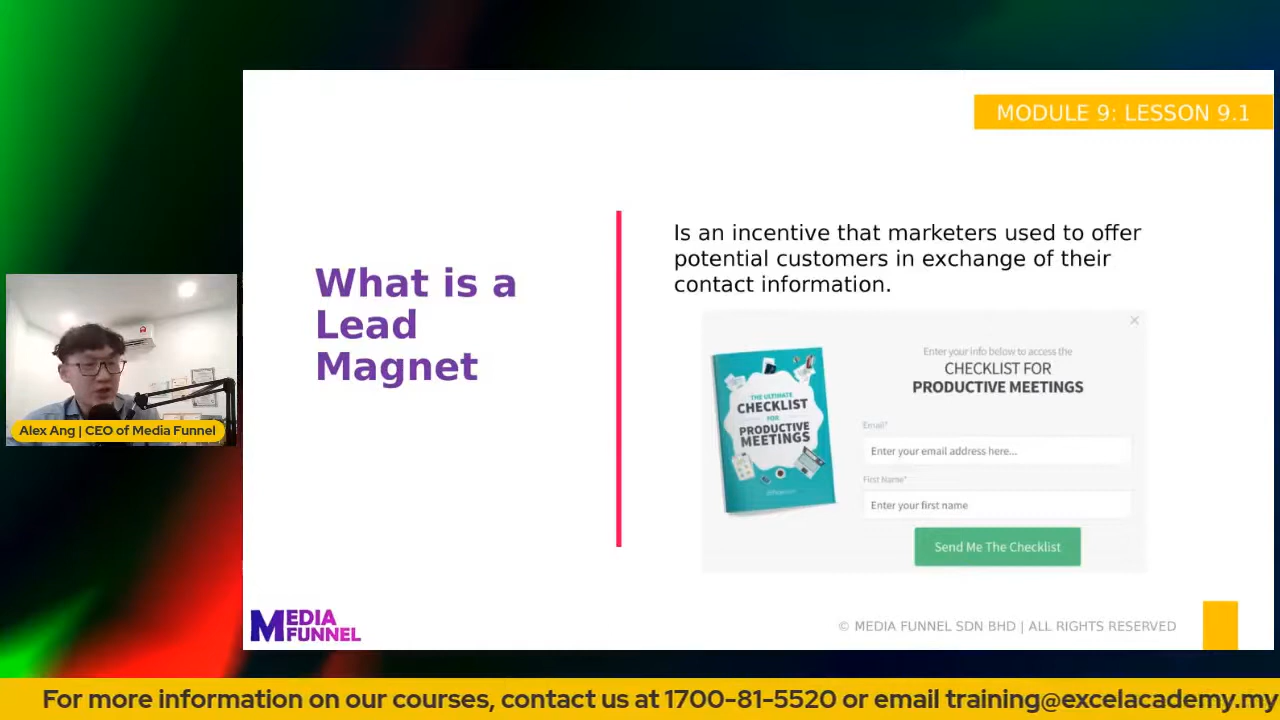 MODULE 9: LESSON 9.1
What is a
Lead
Magnet
Is an incentive that marketers used to offer
potential customers in exchange of their
contact information.
THE ULTIMATE
CHECKLIST
FOR
PRODUCTIVE
MEETINGS
Enter your info below to access the
CHECKLIST FOR
PRODUCTIVE MEETINGS
Email*
Enter your email address here...
First Name*
Enter your first name
Send Me The Checklist
Alex Ang | CEO of Media Funnel
MEDIA
FUNNEL
© MEDIA FUNNEL SDN BHD | ALL RIGHTS RESERVED
For more information on our courses, contact us at 1700-81-5520 or email training@excelacademy.my